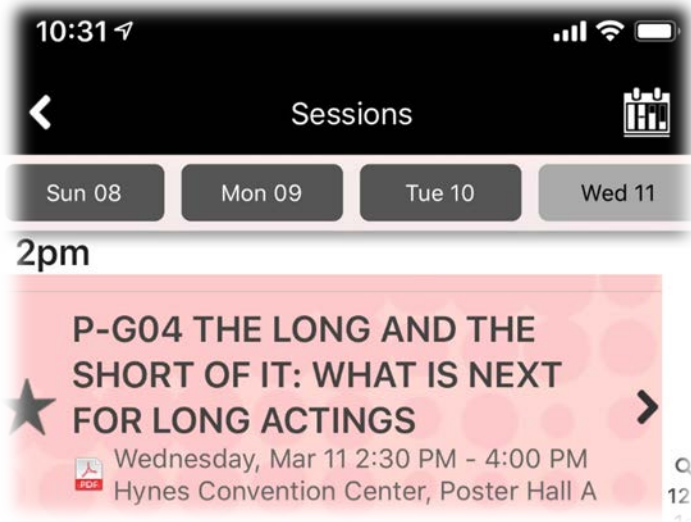 10:31
Sessions
Sun 08
Mon 09
Tue 10
Wed 11
2pm
P-G04 THE LONG AND THE
SHORT OF IT: WHAT IS NEXT
FOR LONG ACTINGS
PDF
Wednesday, Mar 11 2:30 PM - 4:00 PM
Hynes Convention Center, Poster Hall A
12